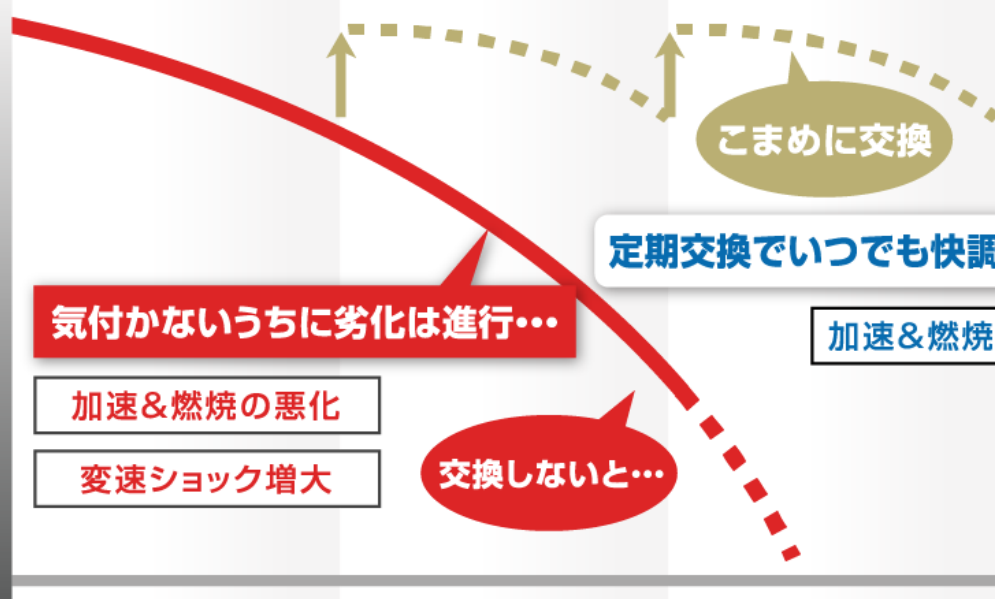 こまめに交換
定期交換でいつでも快調
気付かないうちに劣化は進行…
加速&燃焼
加速&燃焼の悪化
交換しないと…
変速ショック増大